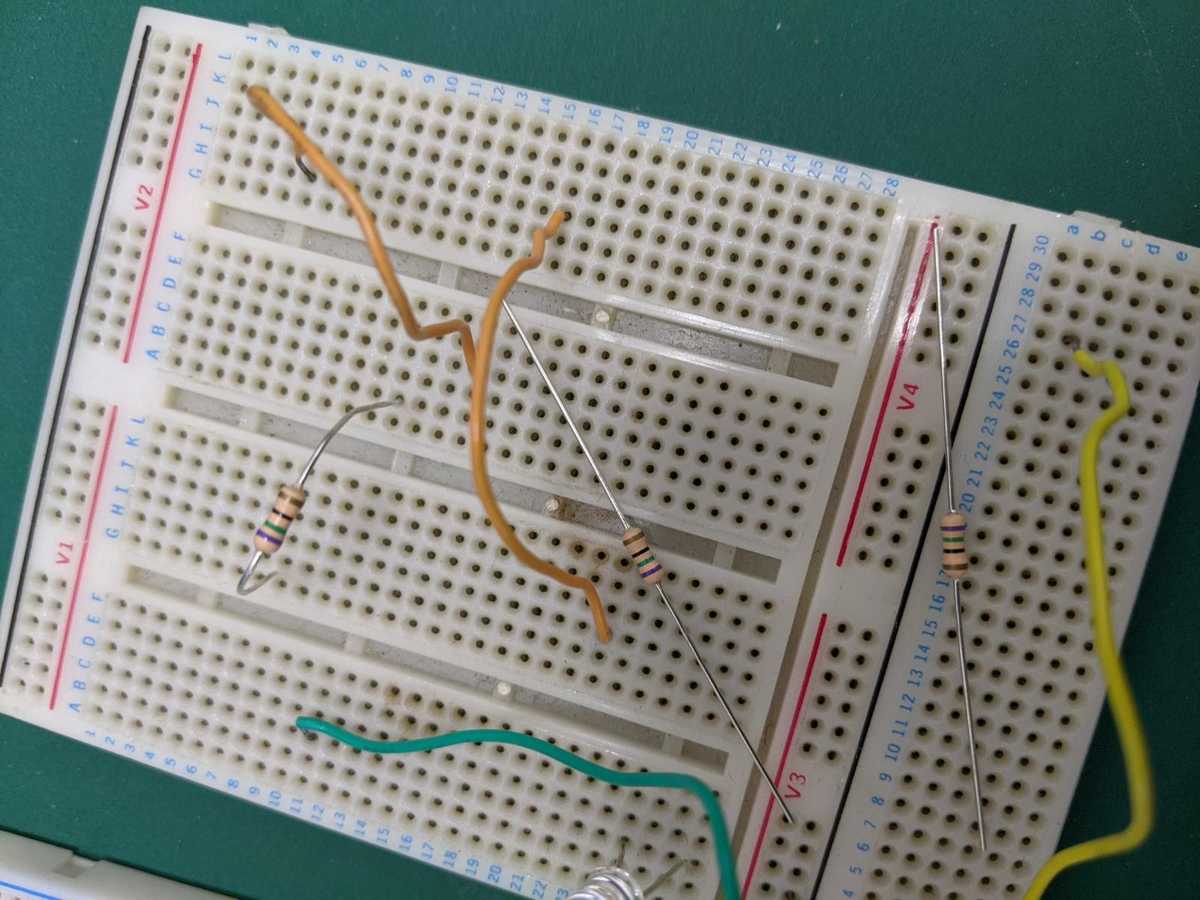 1 2 3 4 5 6 7 8 9 10 11 12 13 14 15 16 17 18 19 20 21 22 23 24 25 26 27 28
G H I J K L
V2
A B C D E F
V4
G H I J K L
V1
A B C D E F
V3
1 2 3 4 5 6 7 8 9 10 11 12 13 14 15 16 17 18 19 20 21 22 23
a b c d e
4 5 6 7 8 9 10 11 12 13 14 15 16 17 20 21 22 23 24 25 26 27 28 29 30